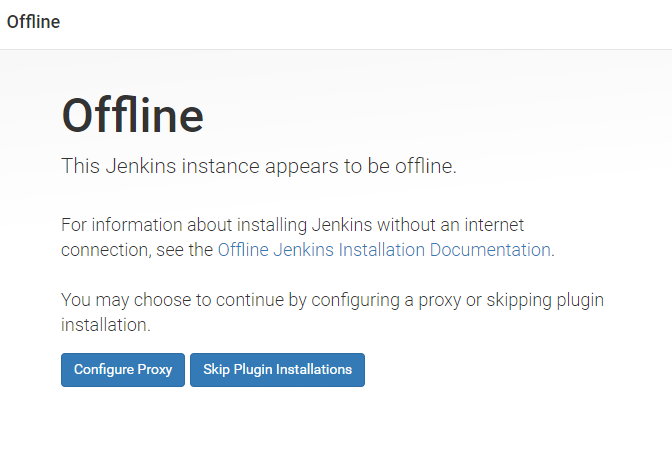 Offline
Offline
This Jenkins instance appears to be offline.
For information about installing Jenkins without an internet
connection, see the Offline Jenkins Installation Documentation.
You may choose to continue by configuring a proxy or skipping plugin
installation.
Configure Proxy
Skip Plugin Installations